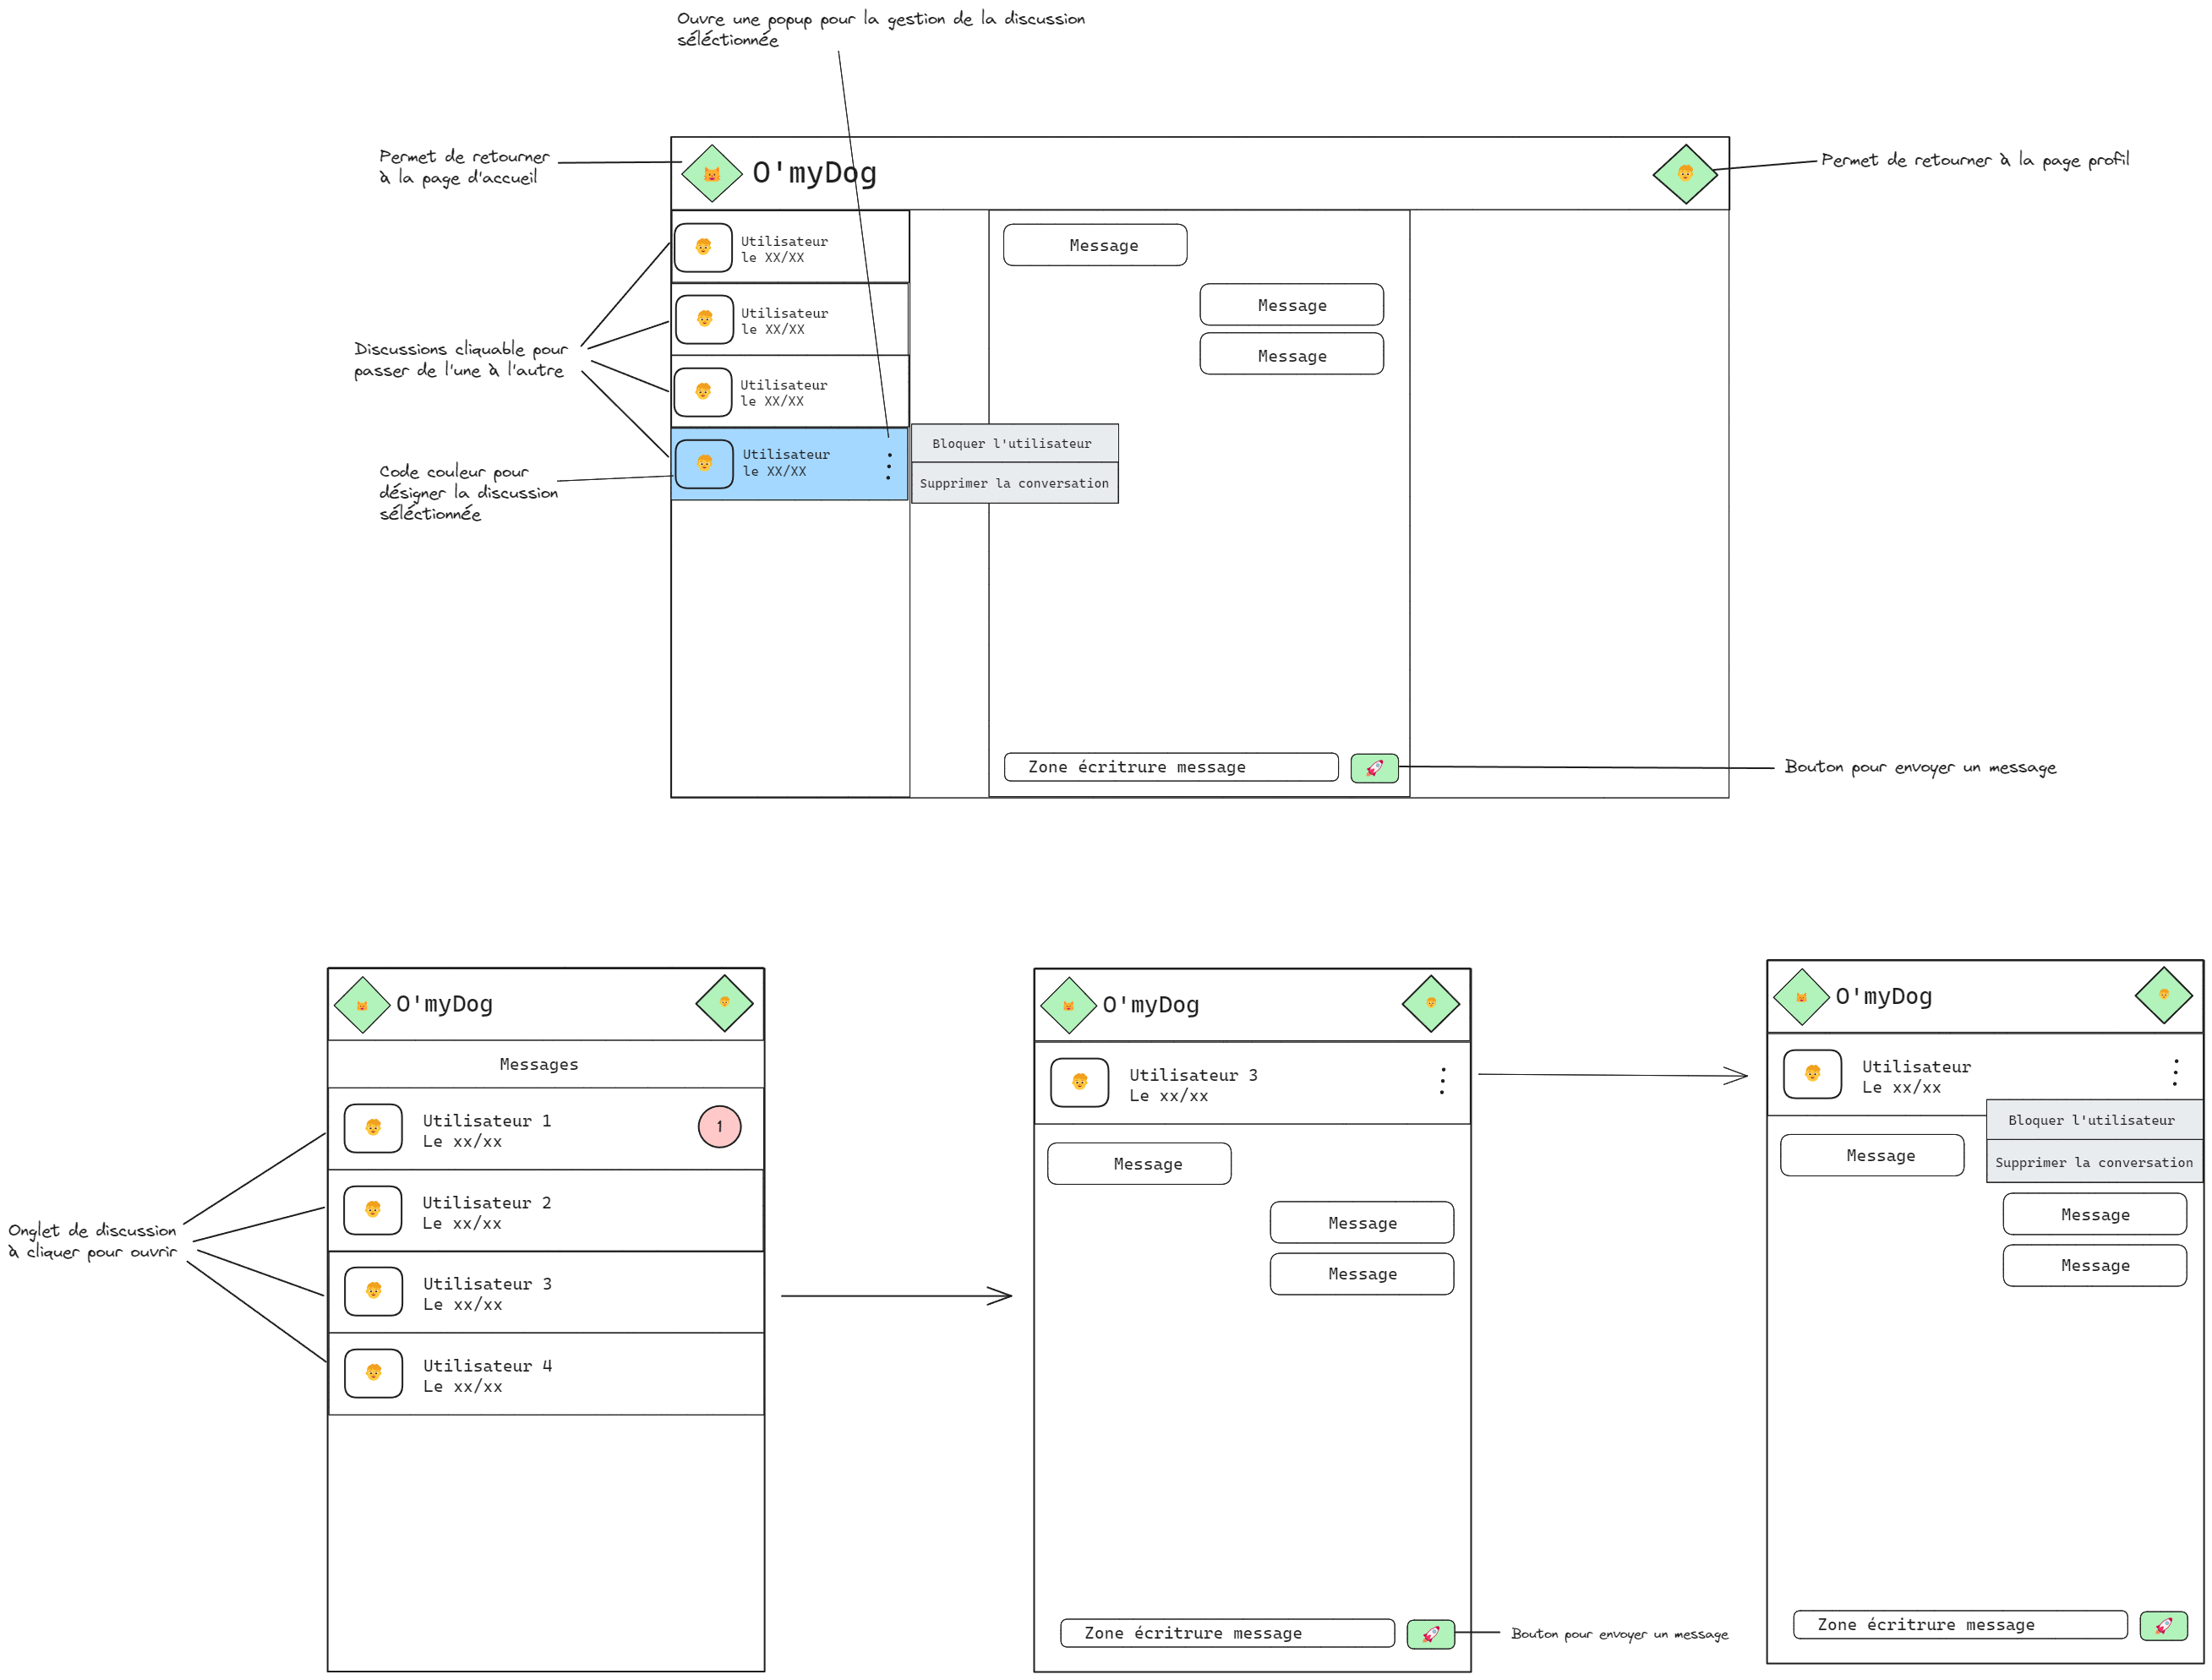 Ouvre une popup pour la gestion de la discussion
séléctionnée
Permet de retourner
à la page d'accueil
O'myDog
Permet de retourner à la page profil
Utilisateur
le XX/XX
Utilisateur
le XX/XX
Utilisateur
le XX/XX
Utilisateur
le XX/XX
Discussions cliquable pour
passer de l'une à l'autre
Code couleur pour
désigner la discussion
séléctionnée
Bloquer l'utilisateur
Supprimer la conversation
Message
Message
Message
Zone écritrure message
Bouton pour envoyer un message
Onglet de discussion
à cliquer pour ouvrir
O'myDog
Messages
Utilisateur 1
Le xx/xx
1
Utilisateur 2
Le xx/xx
Utilisateur 3
Le xx/xx
Utilisateur 4
Le xx/xx
O'myDog
Utilisateur 3
Le xx/xx
Message
Message
Message
Zone écritrure message
Bouton pour envoyer un message
O'myDog
Utilisateur
Le xx/xx
Bloquer l'utilisateur
Supprimer la conversation
Message
Message
Message
Zone écritrure message